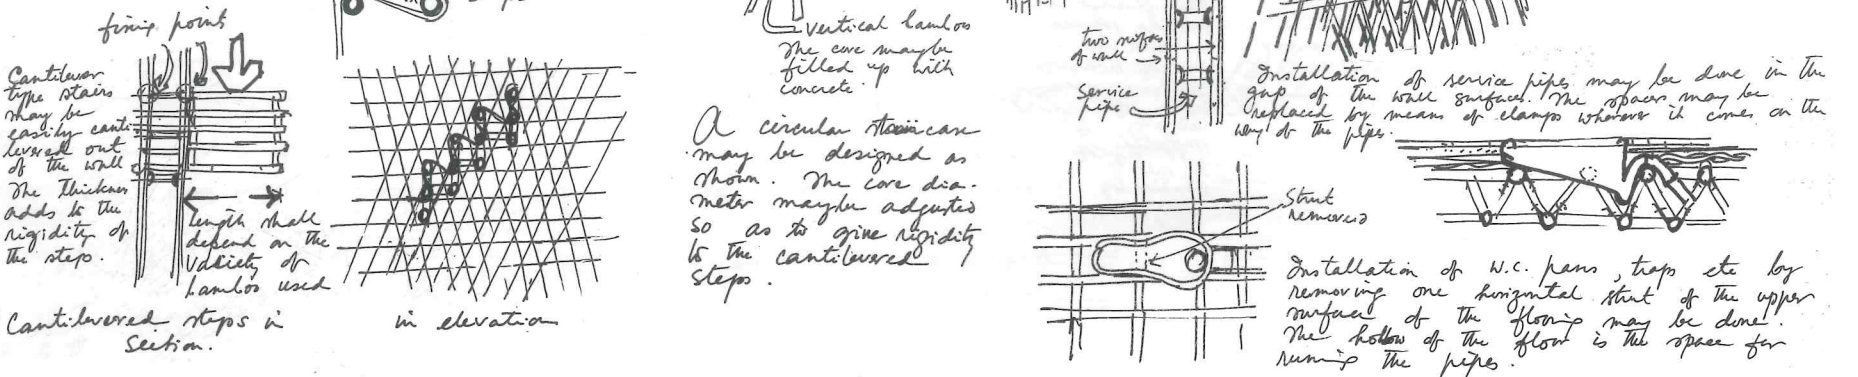 fixing points
Cantilever
type stairs
may be
easily canti-
levered out
of the wall
The thickness
adds to the
rigidity of
the step.
length shall
depend on the
variety of
bamboo used
Cantilevered steps in
section.
in elevation
vertical bamboo
The core maybe
filled up with
concrete.
A circular staircase
may be designed as
shown. The core dia-
meter maybe adjusted
so as to give rigidity
to the cantilevered
steps.
two surfaces
of wall
service
pipe
Installation of service pipes may be done in the
gap of the wall surfaces. The spacers may be
replaced by means of clamps wherever it comes on the
way of the pipes.
Strut
removed
Installation of W.C. pans, traps etc by
removing one horizontal strut of the upper
surface of the flooring may be done.
The hollow of the floor is the space for
running the pipes.